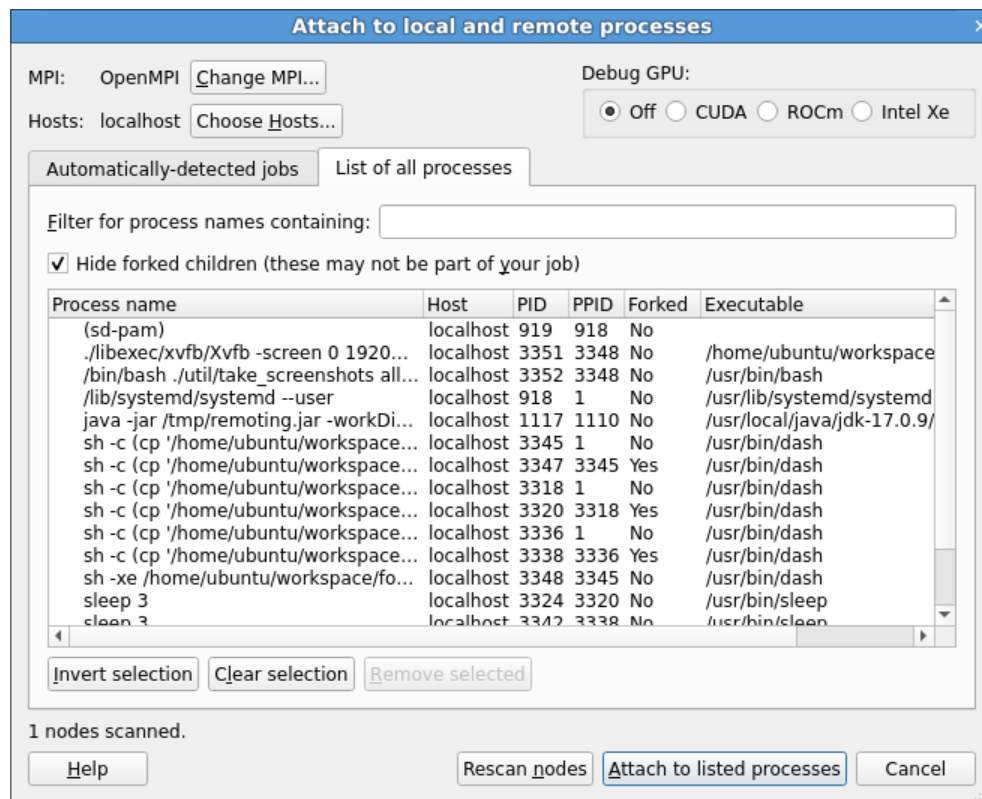 Attach to local and remote processes
MPI: OpenMPI Change MPI...
Debug GPU:
Hosts: localhost Choose Hosts...
Off CUDA ROCm Intel Xe
Automatically-detected jobs List of all processes
Filter for process names containing:
Hide forked children (these may not be part of your job)
Process name Host PID PPID Forked Executable
(sd-pam) localhost 919 918 No
./libexec/xvfb/Xvfb -screen 0 1920... localhost 3351 3348 No /home/ubuntu/workspace
/bin/bash ./util/take_screenshots all... localhost 3352 3348 No /usr/bin/bash
/lib/systemd/systemd --user localhost 918 1 No /usr/lib/systemd/systemd
java -jar /tmp/remoting.jar -workDi... localhost 1117 1110 No /usr/local/java/jdk-17.0.9/
sh -c (cp '/home/ubuntu/workspace... localhost 3345 1 No /usr/bin/dash
sh -c (cp '/home/ubuntu/workspace... localhost 3347 3345 Yes /usr/bin/dash
sh -c (cp '/home/ubuntu/workspace... localhost 3318 1 No /usr/bin/dash
sh -c (cp '/home/ubuntu/workspace... localhost 3320 3318 Yes /usr/bin/dash
sh -c (cp '/home/ubuntu/workspace... localhost 3336 1 No /usr/bin/dash
sh -c (cp '/home/ubuntu/workspace... localhost 3338 3336 Yes /usr/bin/dash
sh -xe /home/ubuntu/workspace/fo... localhost 3348 3345 No /usr/bin/dash
sleep 3 localhost 3324 3320 No /usr/bin/sleep
sleep 3 localhost 3342 3338 No /usr/bin/sleep
Invert selection Clear selection Remove selected
1 nodes scanned.
Help Rescan nodes Attach to listed processes Cancel